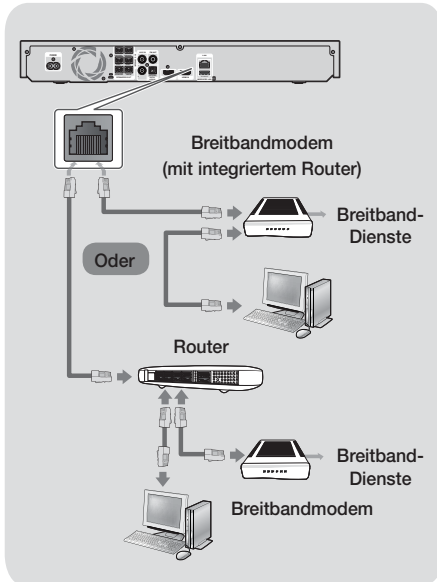 Breitbandmodem
(mit integriertem Router)
Breitband-
Dienste
Oder
Router
Breitband-
Dienste
Breitbandmodem